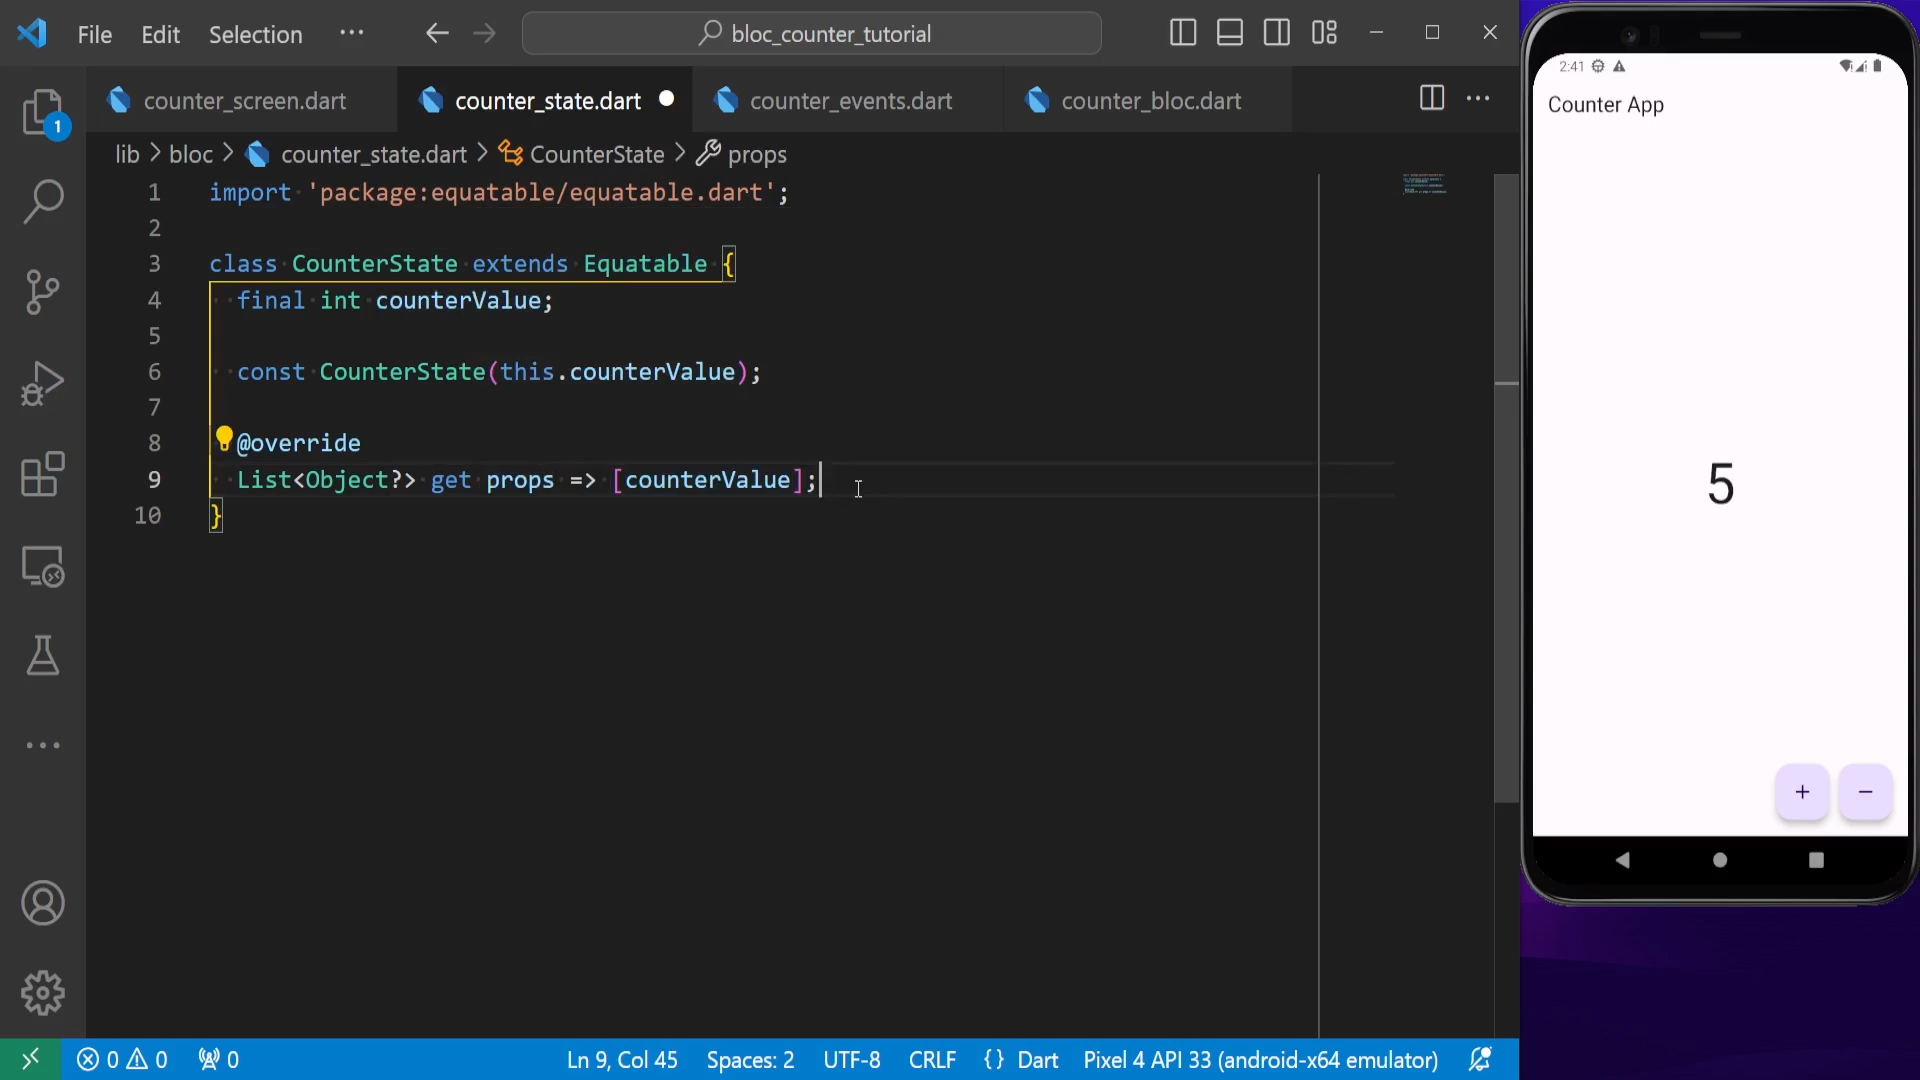 File Edit Selection ··· bloc_counter_tutorial
counter_screen.dart counter_state.dart counter_events.dart counter_bloc.dart
lib > bloc > counter_state.dart > CounterState > props
1 import 'package:equatable/equatable.dart';
2
3 class CounterState extends Equatable {
4 final int counterValue;
5
6 const CounterState(this.counterValue);
7
8 @override
9 List<Object?> get props => [counterValue];
10 }
1
0 0 0 Ln 9, Col 45 Spaces: 2 UTF-8 CRLF {} Dart Pixel 4 API 33 (android-x64 emulator)
2:41
Counter App
5
+ −